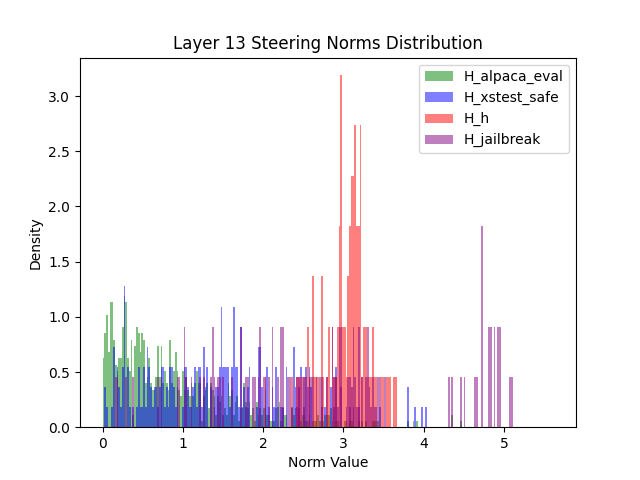 Layer 13 Steering Norms Distribution
H_alpaca_eval
H_xstest_safe
H_h
H_jailbreak
Density
3.0
2.5
2.0
1.5
1.0
0.5
0.0
0 1 2 3 4 5
Norm Value